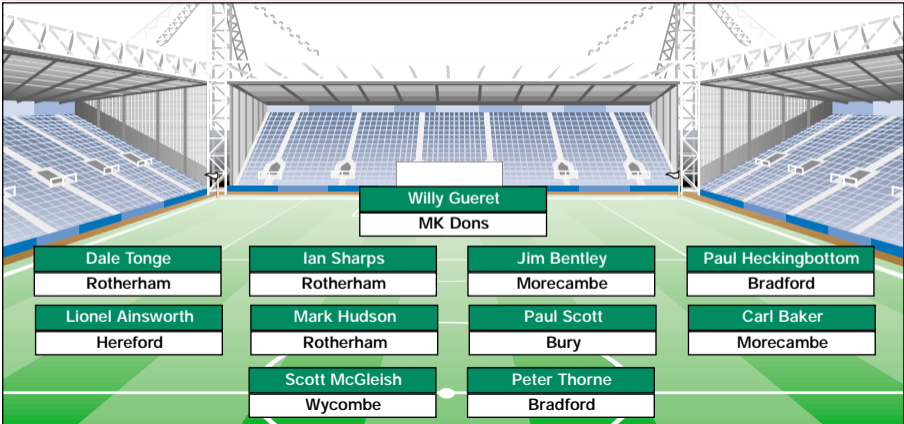 Willy Gueret
MK Dons
Dale Tonge
Rotherham
Ian Sharps
Rotherham
Jim Bentley
Morecambe
Paul Heckingbottom
Bradford
Lionel Ainsworth
Hereford
Mark Hudson
Rotherham
Paul Scott
Bury
Carl Baker
Morecambe
Scott McGleish
Wycombe
Peter Thorne
Bradford